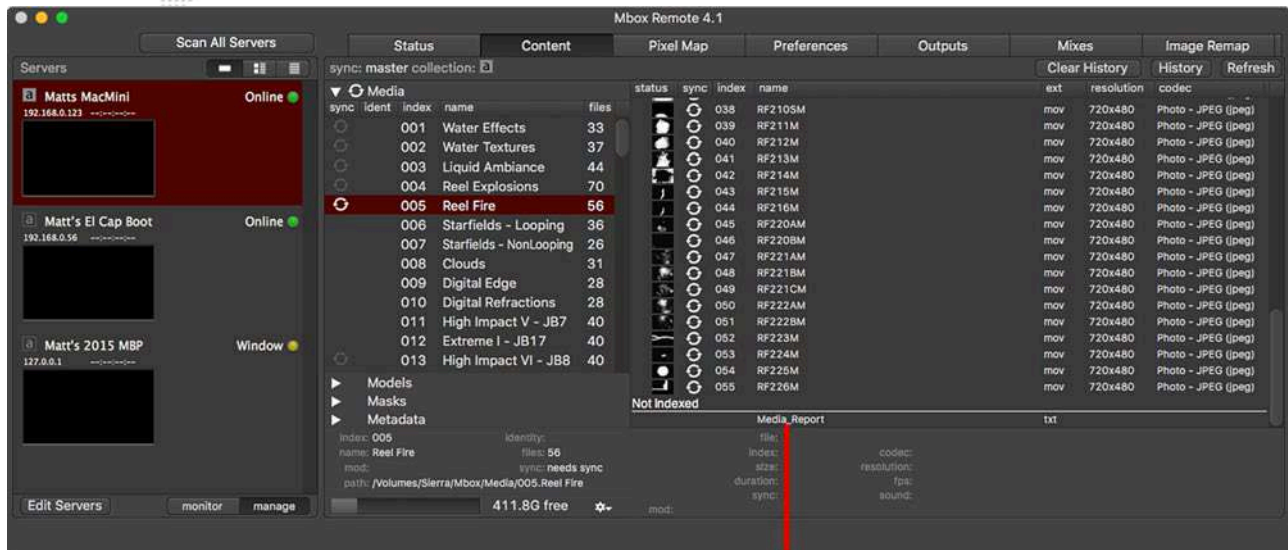 Mbox Remote 4.1
Scan All Servers
Status Content Pixel Map Preferences Outputs Mixes Image Remap
Servers
sync: master collection: a
Clear History History Refresh
a Matts MacMini Online
192.168.0.123 --:--:--:--
a Matt's El Cap Boot Online
192.168.0.56 --:--:--:--
a Matt's 2015 MBP Window
127.0.0.1 --:--:--:--
Edit Servers monitor manage
Media
sync ident index name files
001 Water Effects 33
002 Water Textures 37
003 Liquid Ambiance 44
004 Reel Explosions 70
005 Reel Fire 56
006 Starfields - Looping 36
007 Starfields - NonLooping 26
008 Clouds 31
009 Digital Edge 28
010 Digital Refractions 28
011 High Impact V - JB7 40
012 Extreme I - JB17 40
013 High Impact VI - JB8 40
Models
Masks
Metadata
index: 005 identity:
name: Reel Fire files: 56
mod: sync: needs sync
path: /Volumes/Sierra/Mbox/Media/005.Reel Fire
411.8G free
status sync index name ext resolution codec
038 RF210SM mov 720x480 Photo - JPEG (jpeg)
039 RF211M mov 720x480 Photo - JPEG (jpeg)
040 RF212M mov 720x480 Photo - JPEG (jpeg)
041 RF213M mov 720x480 Photo - JPEG (jpeg)
042 RF214M mov 720x480 Photo - JPEG (jpeg)
043 RF215M mov 720x480 Photo - JPEG (jpeg)
044 RF216M mov 720x480 Photo - JPEG (jpeg)
045 RF220AM mov 720x480 Photo - JPEG (jpeg)
046 RF220BM mov 720x480 Photo - JPEG (jpeg)
047 RF221AM mov 720x480 Photo - JPEG (jpeg)
048 RF221BM mov 720x480 Photo - JPEG (jpeg)
049 RF221CM mov 720x480 Photo - JPEG (jpeg)
050 RF222AM mov 720x480 Photo - JPEG (jpeg)
051 RF222BM mov 720x480 Photo - JPEG (jpeg)
052 RF223M mov 720x480 Photo - JPEG (jpeg)
053 RF224M mov 720x480 Photo - JPEG (jpeg)
054 RF225M mov 720x480 Photo - JPEG (jpeg)
055 RF226M mov 720x480 Photo - JPEG (jpeg)
Not Indexed
Media_Report txt
file:
index: codec:
size: resolution:
duration: fps:
sync: sound:
mod: